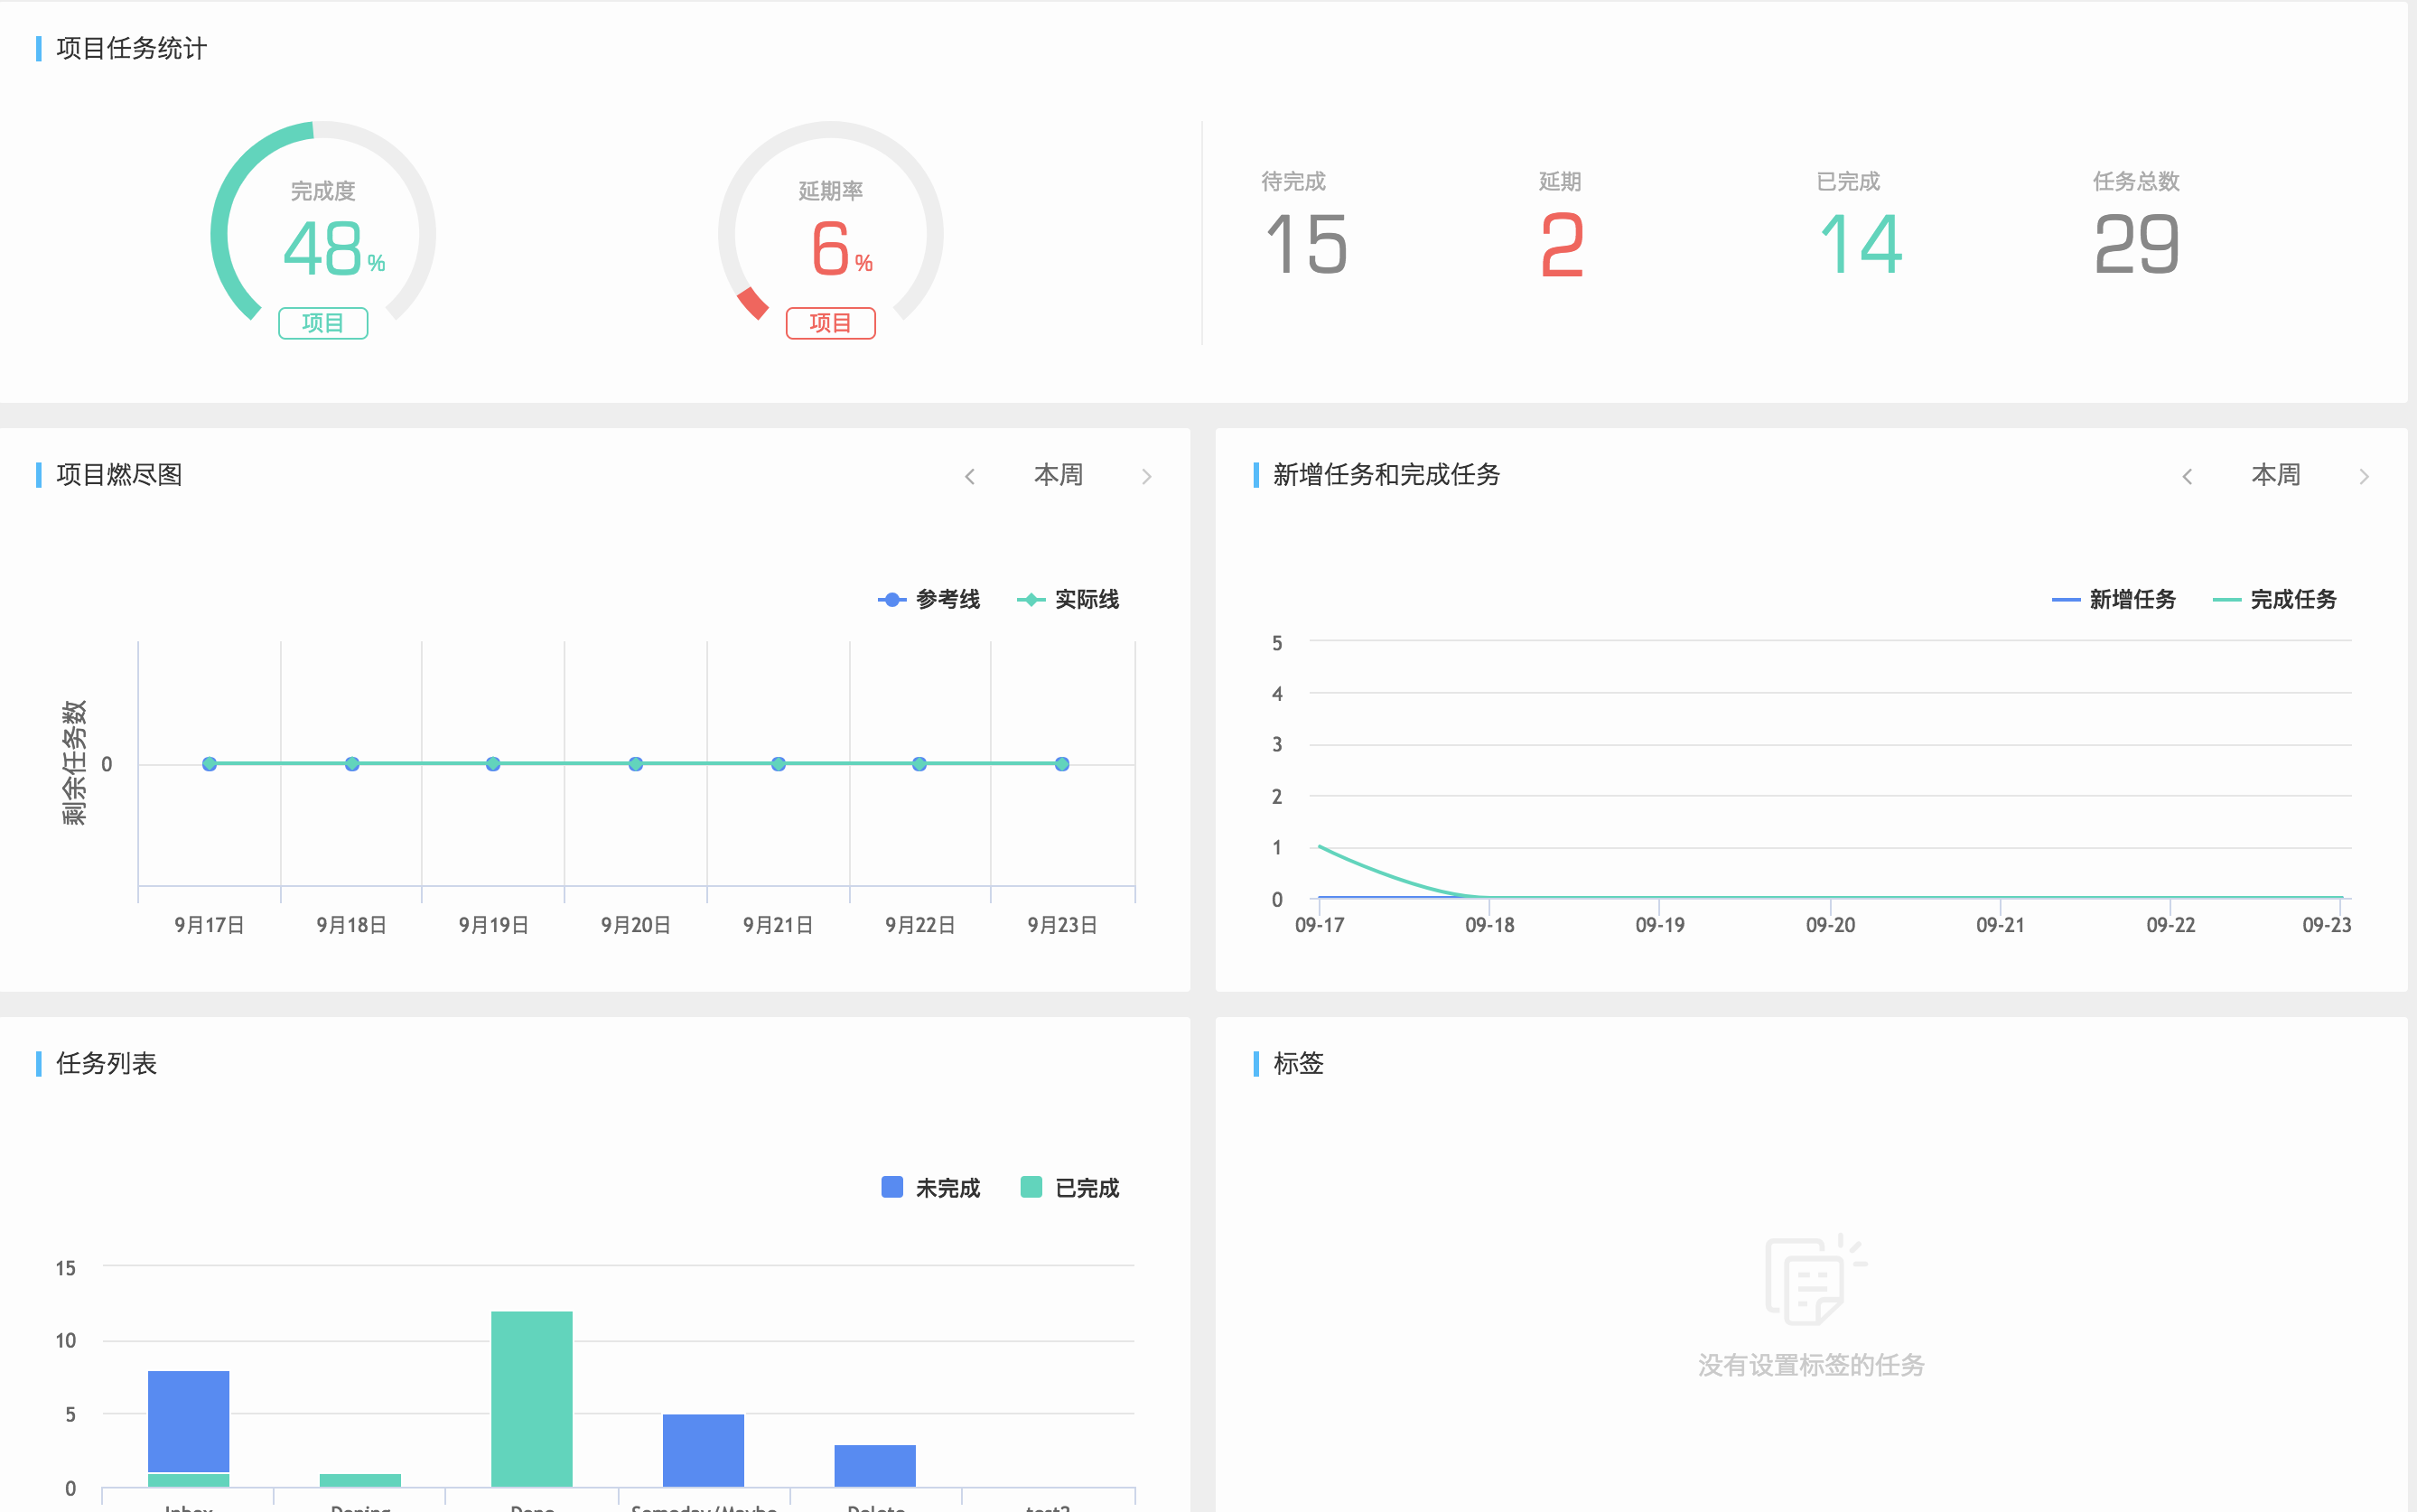 项目任务统计
完成度
48%
项目
延期率
6%
项目
待完成
15
延期
2
已完成
14
任务总数
29
项目燃尽图
本周
参考线 实际线
剩余任务数
0
9月17日 9月18日 9月19日 9月20日 9月21日 9月22日 9月23日
新增任务和完成任务
本周
新增任务 完成任务
5
4
3
2
1
0
09-17 09-18 09-19 09-20 09-21 09-22 09-23
任务列表
未完成 已完成
15
10
5
0
Inbox Doing Done Someday/Maybe Delete test2
标签
没有设置标签的任务